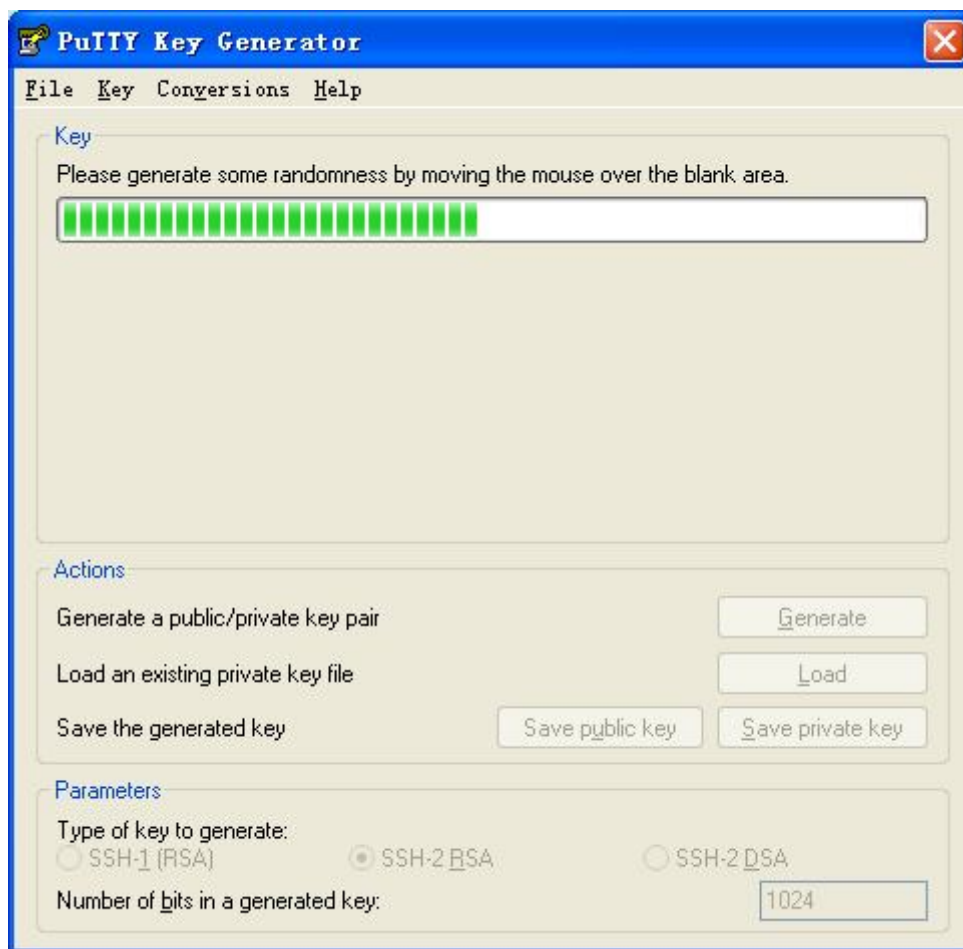 PuTTY Key Generator
File Key Conversions Help
Key
Please generate some randomness by moving the mouse over the blank area.
Actions
Generate a public/private key pair
Generate
Load an existing private key file
Load
Save the generated key
Save public key
Save private key
Parameters
Type of key to generate:
SSH-1 (RSA)
SSH-2 RSA
SSH-2 DSA
Number of bits in a generated key:
1024